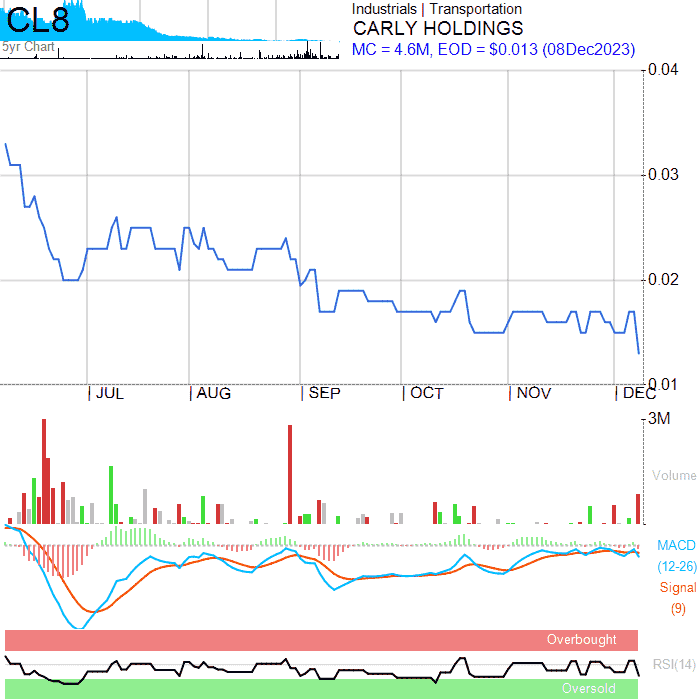 CL8
5yr Chart
Industrials | Transportation
CARLY HOLDINGS
MC = 4.6M, EOD = $0.013 (08Dec2023)
0.04
0.03
0.02
0.01
JUL AUG SEP OCT NOV DEC
3M
Volume
MACD
(12-26)
Signal
(9)
Overbought
RSI(14)
Oversold